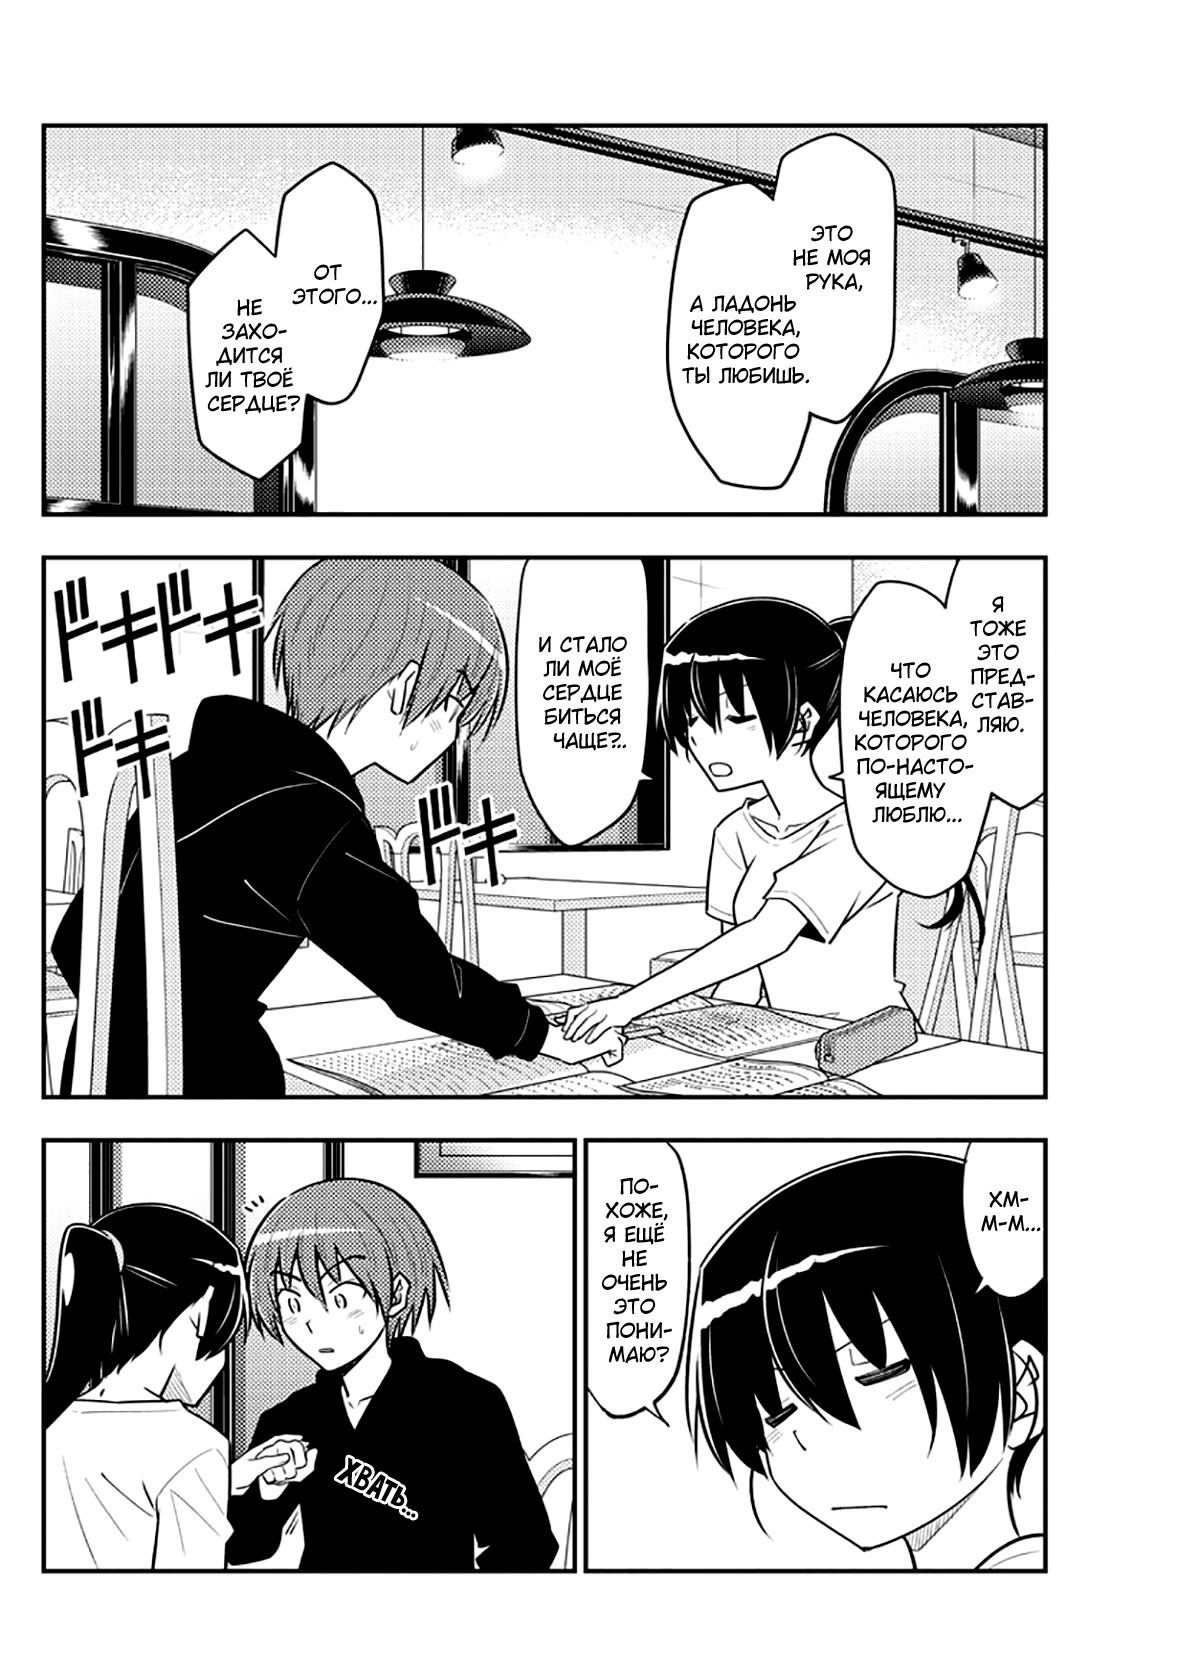 ЭТО
НЕ МОЯ
РУКА,
А ЛАДОНЬ
ЧЕЛОВЕКА,
КОТОРОГО
ТЫ ЛЮБИШЬ.
ОТ
ЭТОГО...
НЕ
ЗАХО-
ДИТСЯ
ЛИ ТВОЁ
СЕРДЦЕ?
Я
ТОЖЕ
ЭТО
ПРЕД-
СТАВ-
ЛЯЮ.
ЧТО
КАСАЮСЬ
ЧЕЛОВЕКА,
КОТОРОГО
ПО-НАСТО-
ЯЩЕМУ
ЛЮБЛЮ...
И СТАЛО
ЛИ МОЁ
СЕРДЦЕ
БИТЬСЯ
ЧАЩЕ?..
ドキ
ドキ
ドキ
ドキ
ХМ-
М-М...
ПО-
ХОЖЕ,
Я ЕЩЁ
НЕ
ОЧЕНЬ
ЭТО
ПОНИ-
МАЮ?
ХВАТЬ...